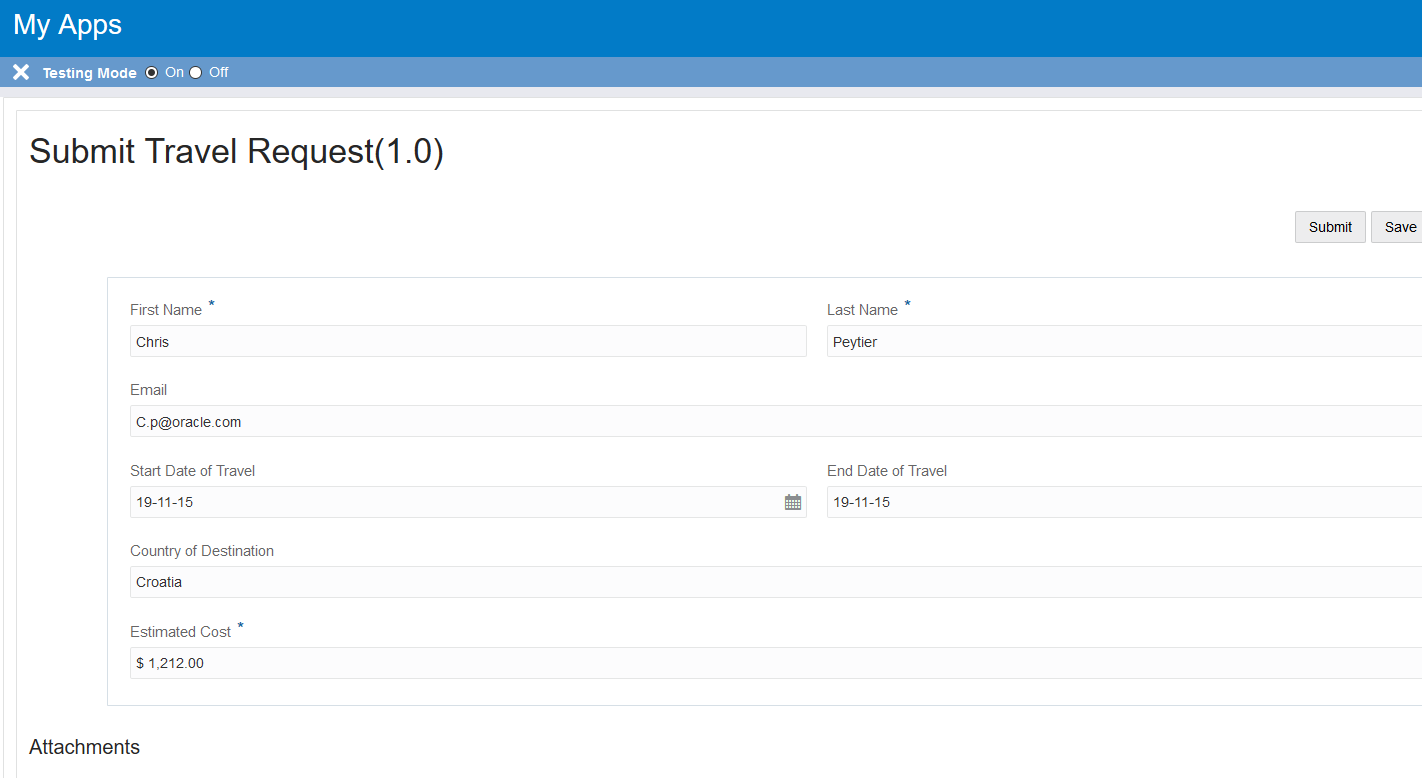 My Apps
Testing Mode On Off
Submit Travel Request(1.0)
Submit Save
First Name * Last Name *
Chris Peytier
Email
C.p@oracle.com
Start Date of Travel End Date of Travel
19-11-15 19-11-15
Country of Destination
Croatia
Estimated Cost *
$ 1,212.00
Attachments